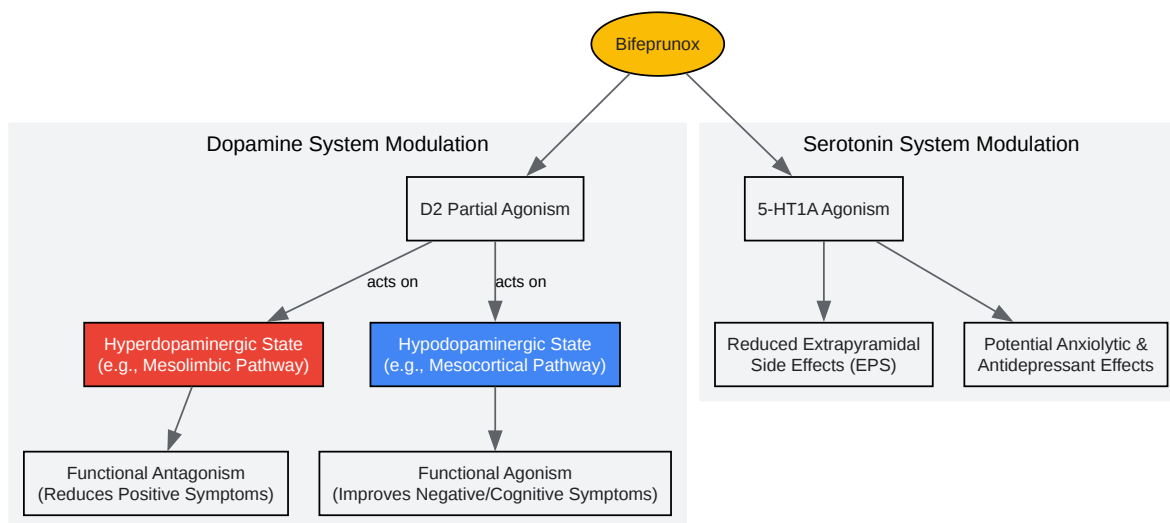 Bifeprunox
Dopamine System Modulation
Serotonin System Modulation
D2 Partial Agonism
5-HT1A Agonism
acts on
acts on
Hyperdopaminergic State
(e.g., Mesolimbic Pathway)
Hypodopaminergic State
(e.g., Mesocortical Pathway)
Reduced Extrapyramidal
Side Effects (EPS)
Potential Anxiolytic &
Antidepressant Effects
Functional Antagonism
(Reduces Positive Symptoms)
Functional Agonism
(Improves Negative/Cognitive Symptoms)